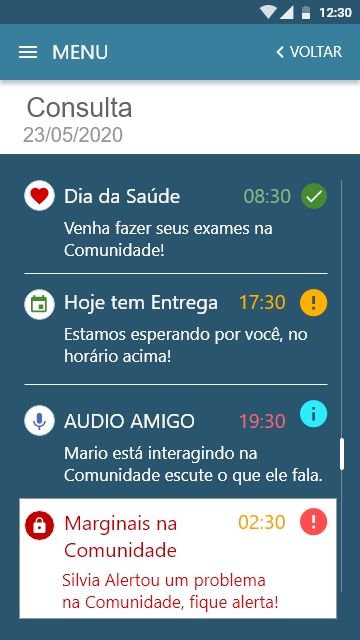 12:30
MENU
VOLTAR
Consulta
23/05/2020
Dia da Saúde 08:30
Venha fazer seus exames na
Comunidade!
Hoje tem Entrega 17:30
Estamos esperando por você, no
horário acima!
AUDIO AMIGO 19:30
Mario está interagindo na
Comunidade escute o que ele fala.
Marginais na 02:30
Comunidade
Silvia Alertou um problema
na Comunidade, fique alerta!